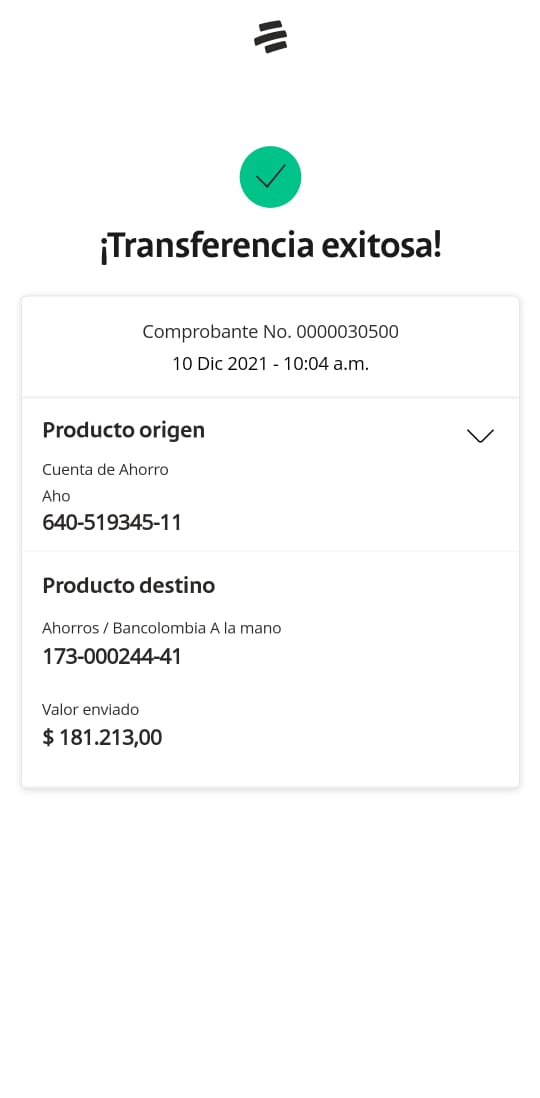 ¡Transferencia exitosa!
Comprobante No. 0000030500
10 Dic 2021 - 10:04 a.m.
Producto origen
Cuenta de Ahorro
Aho
640-519345-11
Producto destino
Ahorros / Bancolombia A la mano
173-000244-41
Valor enviado
$ 181.213,00